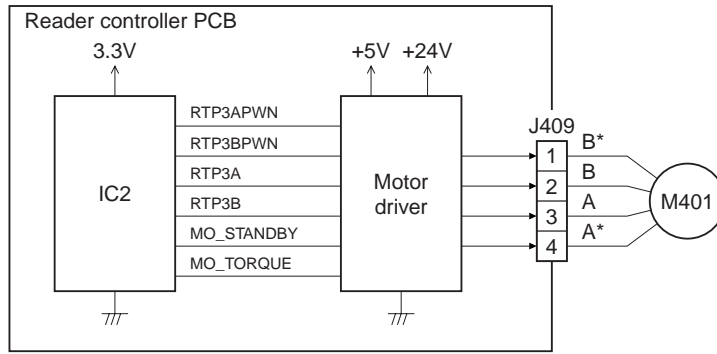 Reader controller PCB
3.3V
+5V +24V
RTP3APWN
RTP3BPWN
RTP3A
RTP3B
MO_STANDBY
MO_TORQUE
IC2
Motor
driver
J409
1
2
3
4
B*
B
A
A*
M401